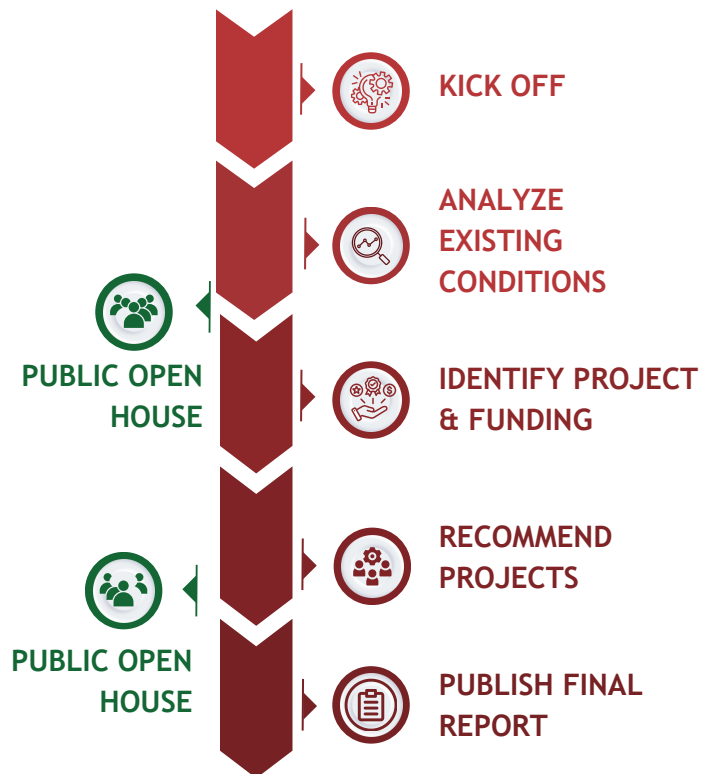 KICK OFF
ANALYZE
EXISTING
CONDITIONS
PUBLIC OPEN
HOUSE
IDENTIFY PROJECT
& FUNDING
RECOMMEND
PROJECTS
PUBLIC OPEN
HOUSE
PUBLISH FINAL
REPORT